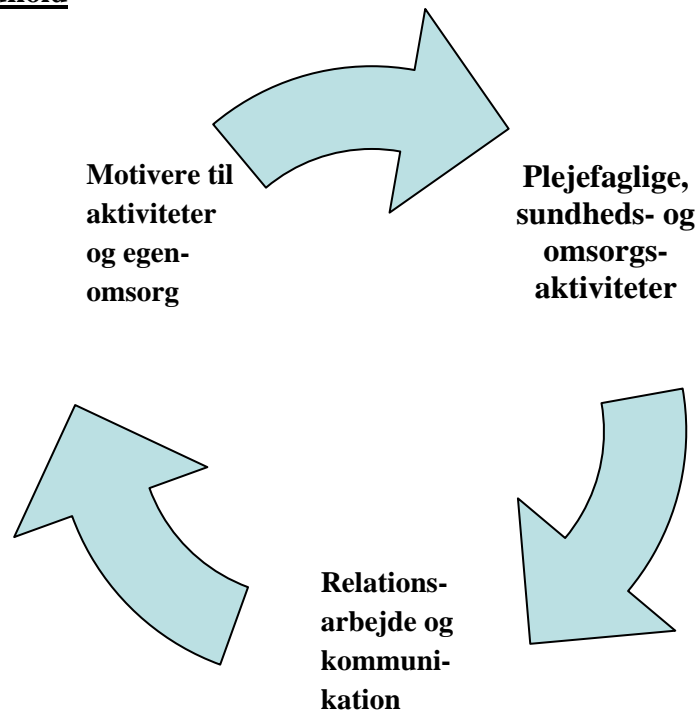 Motivere til
aktiviteter
og egen-
omsorg
Plejefaglige,
sundheds- og
omsorgs-
aktiviteter
Relations-
arbejde og
kommuni-
kation